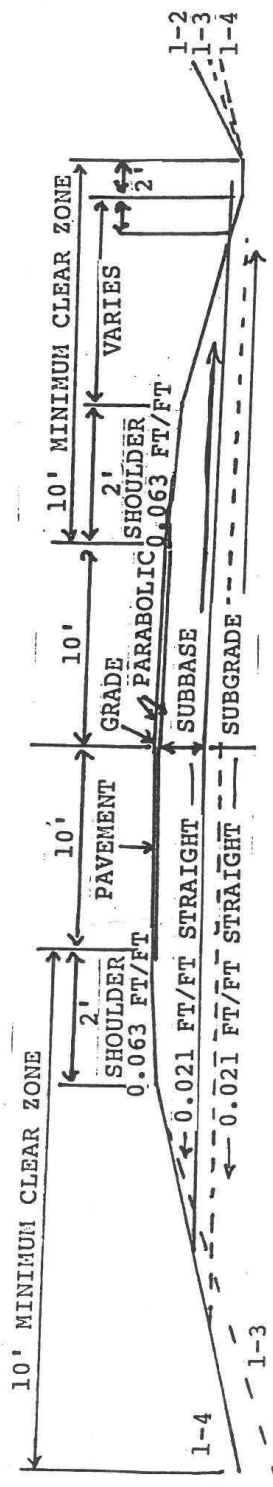 10' MINIMUM CLEAR ZONE
10' MINIMUM CLEAR ZONE
2'
SHOULDER
0.063 FT/FT
10'
PAVEMENT
10'
GRADE
PARABOLIC
2'
SHOULDER
0.063 FT/FT
VARIES
2'
1-2
1-3
1-4
SUBBASE
SUBGRADE
0.021 FT/FT STRAIGHT
0.021 FT/FT STRAIGHT
1-4
1-3